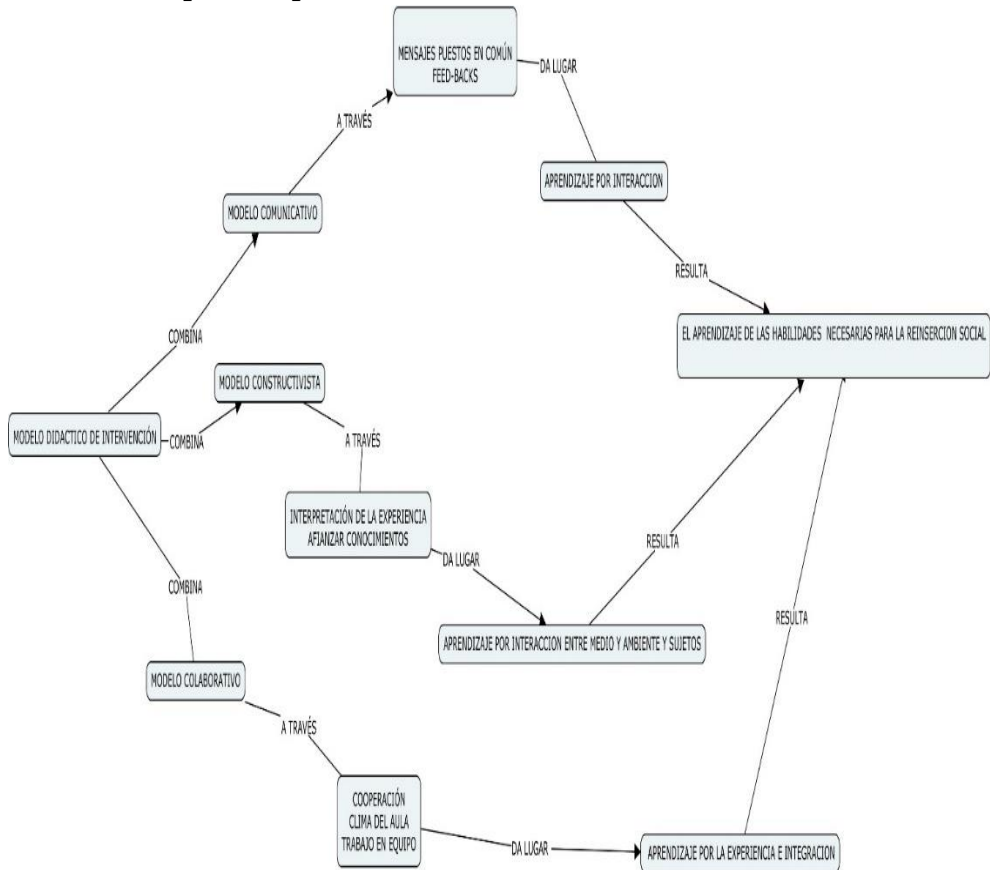 MENSAJES PUESTOS EN COMÚN
FEED-BACKS
DA LUGAR
A TRAVÉS
APRENDIZAJE POR INTERACCION
MODELO COMUNICATIVO
RESULTA
COMBINA
EL APRENDIZAJE DE LAS HABILIDADES NECESARIAS PARA LA REINSERCION SOCIAL
MODELO CONSTRUCTIVISTA
MODELO DIDACTICO DE INTERVENCIÓN
COMBINA
A TRAVÉS
INTERPRETACIÓN DE LA EXPERIENCIA
AFIANZAR CONOCIMIENTOS
DA LUGAR
RESULTA
COMBINA
RESULTA
APRENDIZAJE POR INTERACCION ENTRE MEDIO Y AMBIENTE Y SUJETOS
MODELO COLABORATIVO
A TRAVÉS
COOPERACIÓN
CLIMA DEL AULA
TRABAJO EN EQUIPO
DA LUGAR
APRENDIZAJE POR LA EXPERIENCIA E INTEGRACION